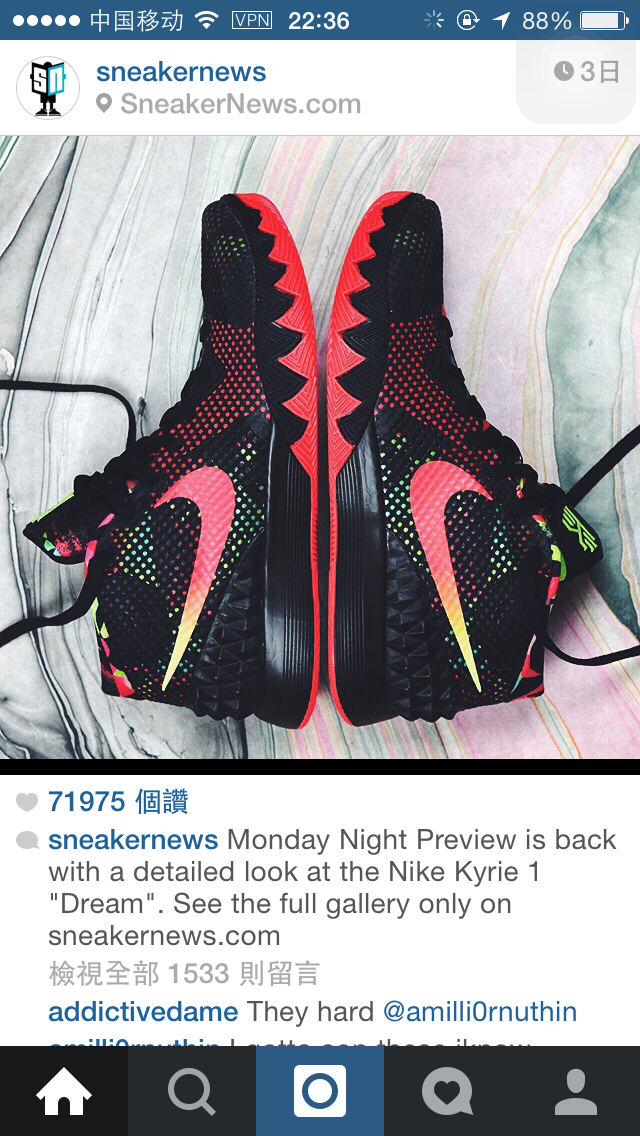 中国移动 VPN 22:36 88%
SN
sneakernews
SneakerNews.com
3日
71975 個讚
sneakernews Monday Night Preview is back
with a detailed look at the Nike Kyrie 1
"Dream". See the full gallery only on
sneakernews.com
檢視全部 1533 則留言
addictivedame They hard @amilli0rnuthin